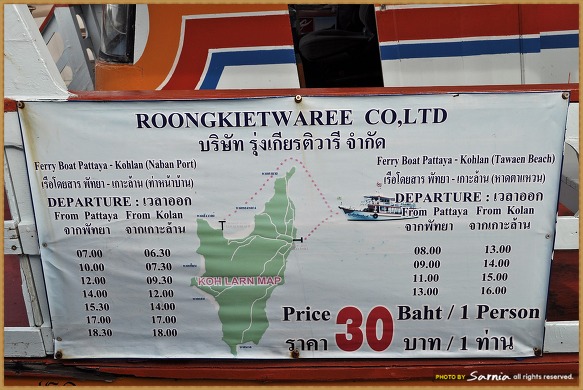 ROONGKIETWAREE CO,LTD
บริษัท รุ่งเกียรติวารี จำกัด
Ferry Boat Pattaya - Kohlan (Naban Port)
เรือโดยสาร พัทยา - เกาะล้าน (ท่าหน้าบ้าน)
DEPARTURE : เวลาออก
From Pattaya From Kolan
จากพัทยา จากเกาะล้าน
07.00 06.30
10.00 07.30
12.00 09.30
14.00 12.00
15.30 14.00
17.00 17.00
18.30 18.00
KOH LARN MAP
Ferry Boat Pattaya - Kohlan (Tawaen Beach)
เรือโดยสาร พัทยา - เกาะล้าน (หาดตาแหวน)
DEPARTURE : เวลาออก
From Pattaya From Kolan
จากพัทยา จากเกาะล้าน
08.00 13.00
09.00 14.00
11.00 15.00
13.00 16.00
Price 30 Baht / 1 Person
ราคา บาท / 1 ท่าน
PHOTO BY Sarnia all rights reserved.